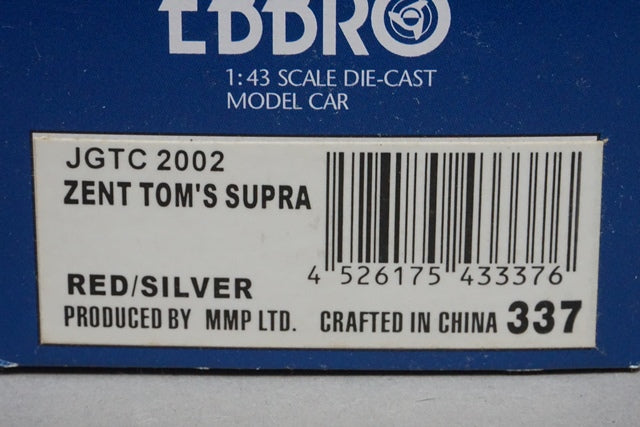 EBBRO
1:43 SCALE DIE-CAST
MODEL CAR
JGTC 2002
ZENT TOM'S SUPRA
4 526175 433376
RED/SILVER
PRODUCED BY MMP LTD. CRAFTED IN CHINA 337